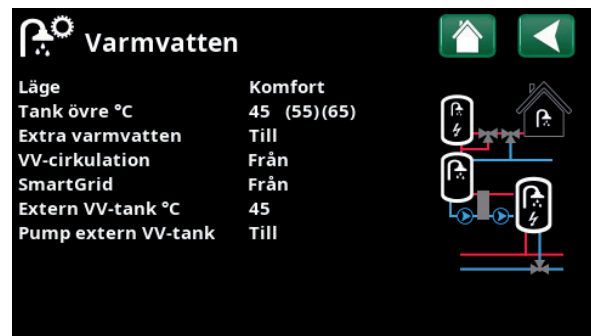 Varmvatten
Läge Komfort
Tank övre °C 45 (55)(65)
Extra varmvatten Till
VV-cirkulation Från
SmartGrid Från
Extern VV-tank °C 45
Pump extern VV-tank Till